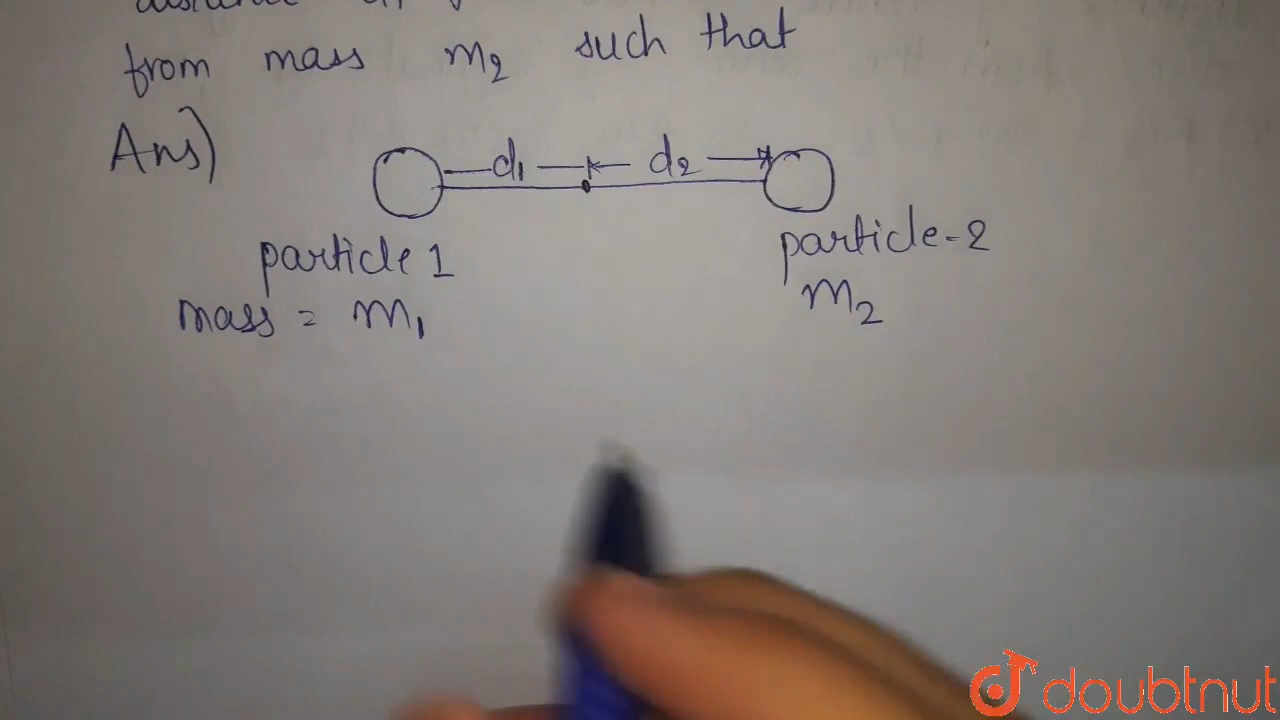 from mass m₂ such that
Ans)
d₁ d₂
particle 1
particle-2
mass = m₁
m₂
doubtnut